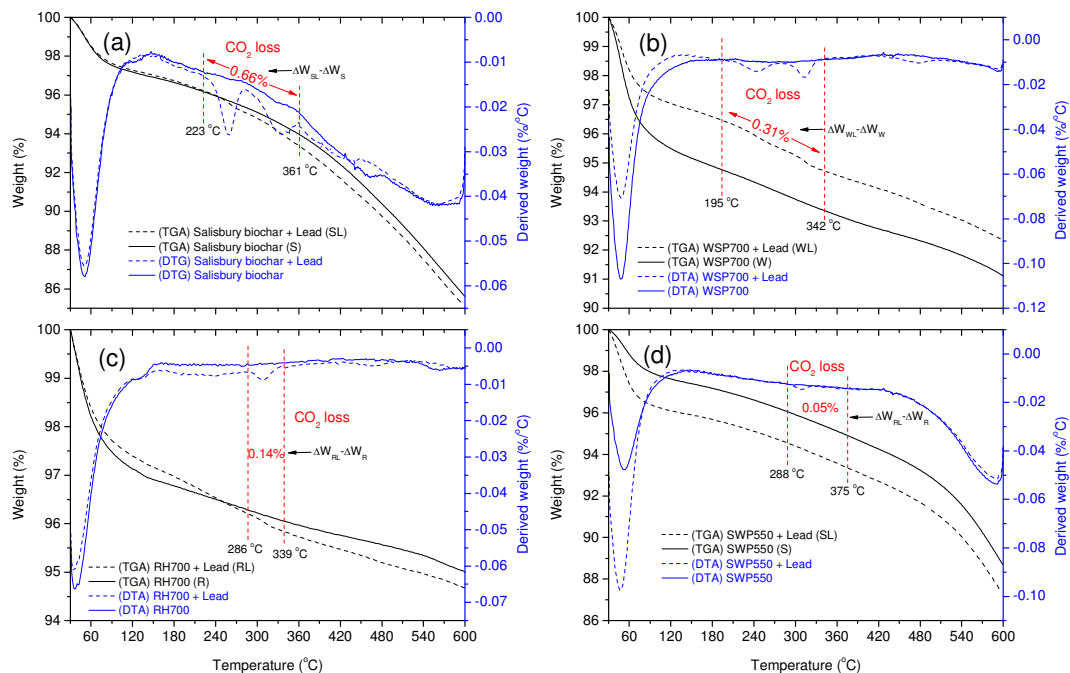 (a)
CO2 loss
0.66%
ΔWSL-ΔWS
223 °C
361 °C
(TGA) Salisbury biochar + Lead (SL)
(TGA) Salisbury biochar (S)
(DTG) Salisbury biochar + Lead
(DTG) Salisbury biochar
Weight (%)
100
98
96
94
92
90
88
86
Derived weight (%/°C)
0.00
-0.01
-0.02
-0.03
-0.04
-0.05
-0.06
(b)
CO2 loss
0.31%
ΔWWL-ΔWW
195 °C
342 °C
(TGA) WSP700 + Lead (WL)
(TGA) WSP700 (W)
(DTA) WSP700 + Lead
(DTA) WSP700
Weight (%)
100
99
98
97
96
95
94
93
92
91
90
Derived weight (%/°C)
0.00
-0.02
-0.04
-0.06
-0.08
-0.10
-0.12
(c)
CO2 loss
0.14%
ΔWRL-ΔWR
286 °C
339 °C
(TGA) RH700 + Lead (RL)
(TGA) RH700 (R)
(DTA) RH700 + Lead
(DTA) RH700
Weight (%)
100
99
98
97
96
95
94
Derived weight (%/°C)
0.00
-0.01
-0.02
-0.03
-0.04
-0.05
-0.06
-0.07
60 120 180 240 300 360 420 480 540 600
Temperature (°C)
(d)
CO2 loss
0.05%
ΔWRL-ΔWR
288 °C
375 °C
(TGA) SWP550 + Lead (SL)
(TGA) SWP550 (S)
(DTA) SWP550 + Lead
(DTA) SWP550
Weight (%)
100
98
96
94
92
90
88
86
Derived weight (%/°C)
0.00
-0.02
-0.04
-0.06
-0.08
-0.10
60 120 180 240 300 360 420 480 540 600
Temperature (°C)